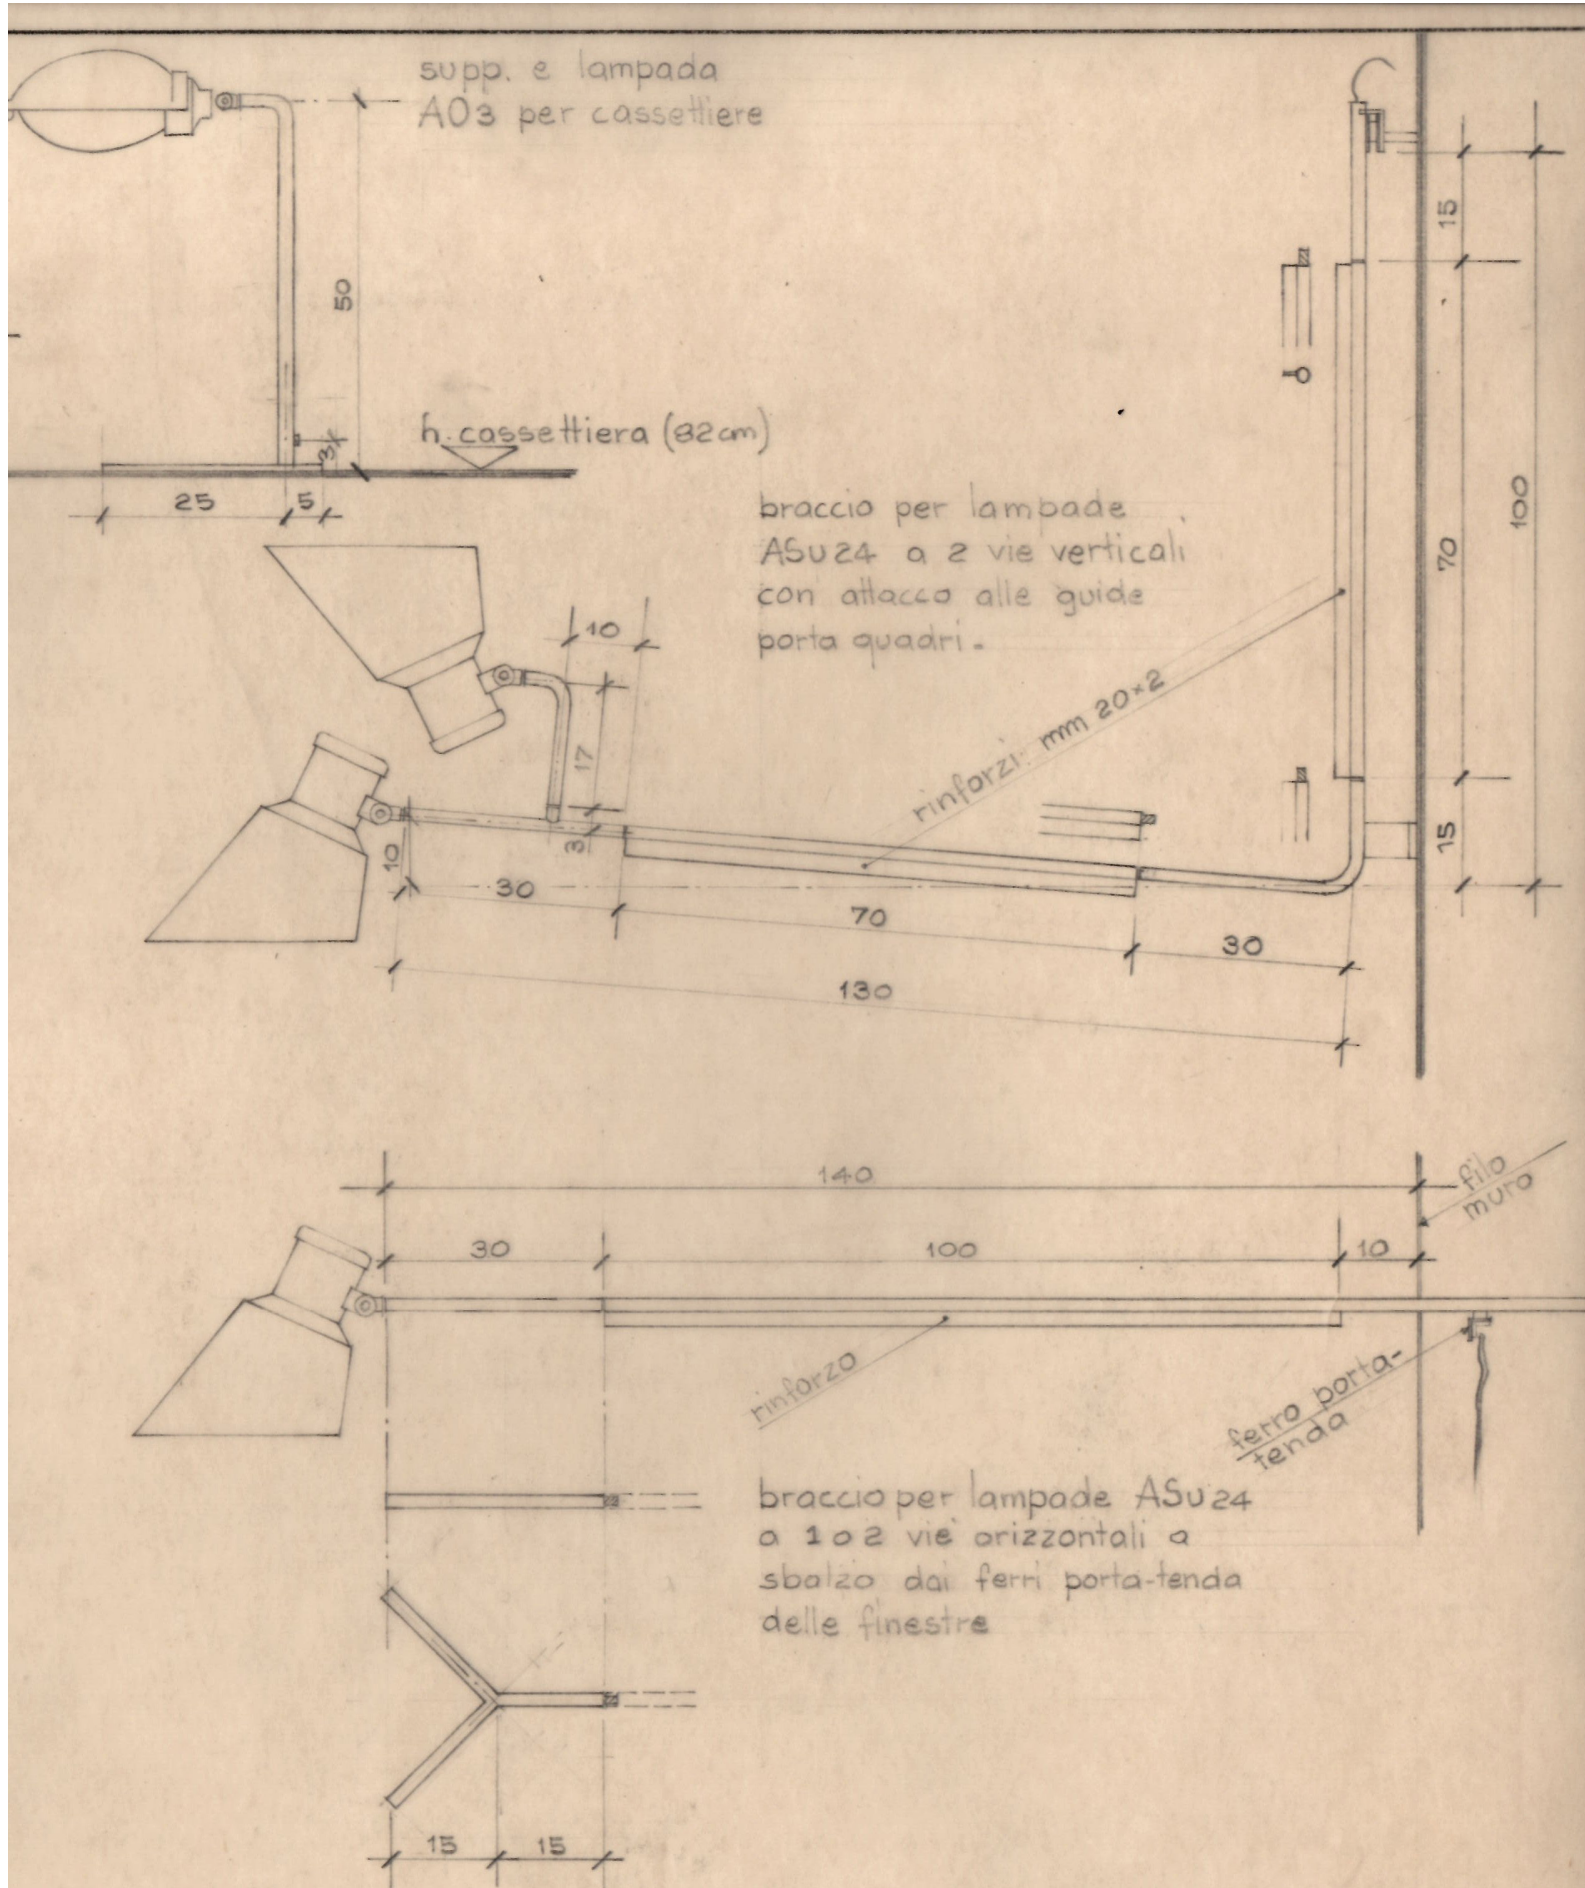 supp. e lampada
AO3 per cassettiere
50
h. cassettiera (82cm)
3
25
5
braccio per lampade
ASU24 a 2 vie verticali
con attacco alle guide
porta quadri.
15
70
100
15
10
17
rinforzi: mm 20×2
3
10
30
70
30
130
140
filo
muro
30
100
10
rinforzo
ferro porta-
tenda
braccio per lampade ASU24
a 1 o 2 vie orizzontali a
sbalzo dai ferri porta-tenda
delle finestre
15
15